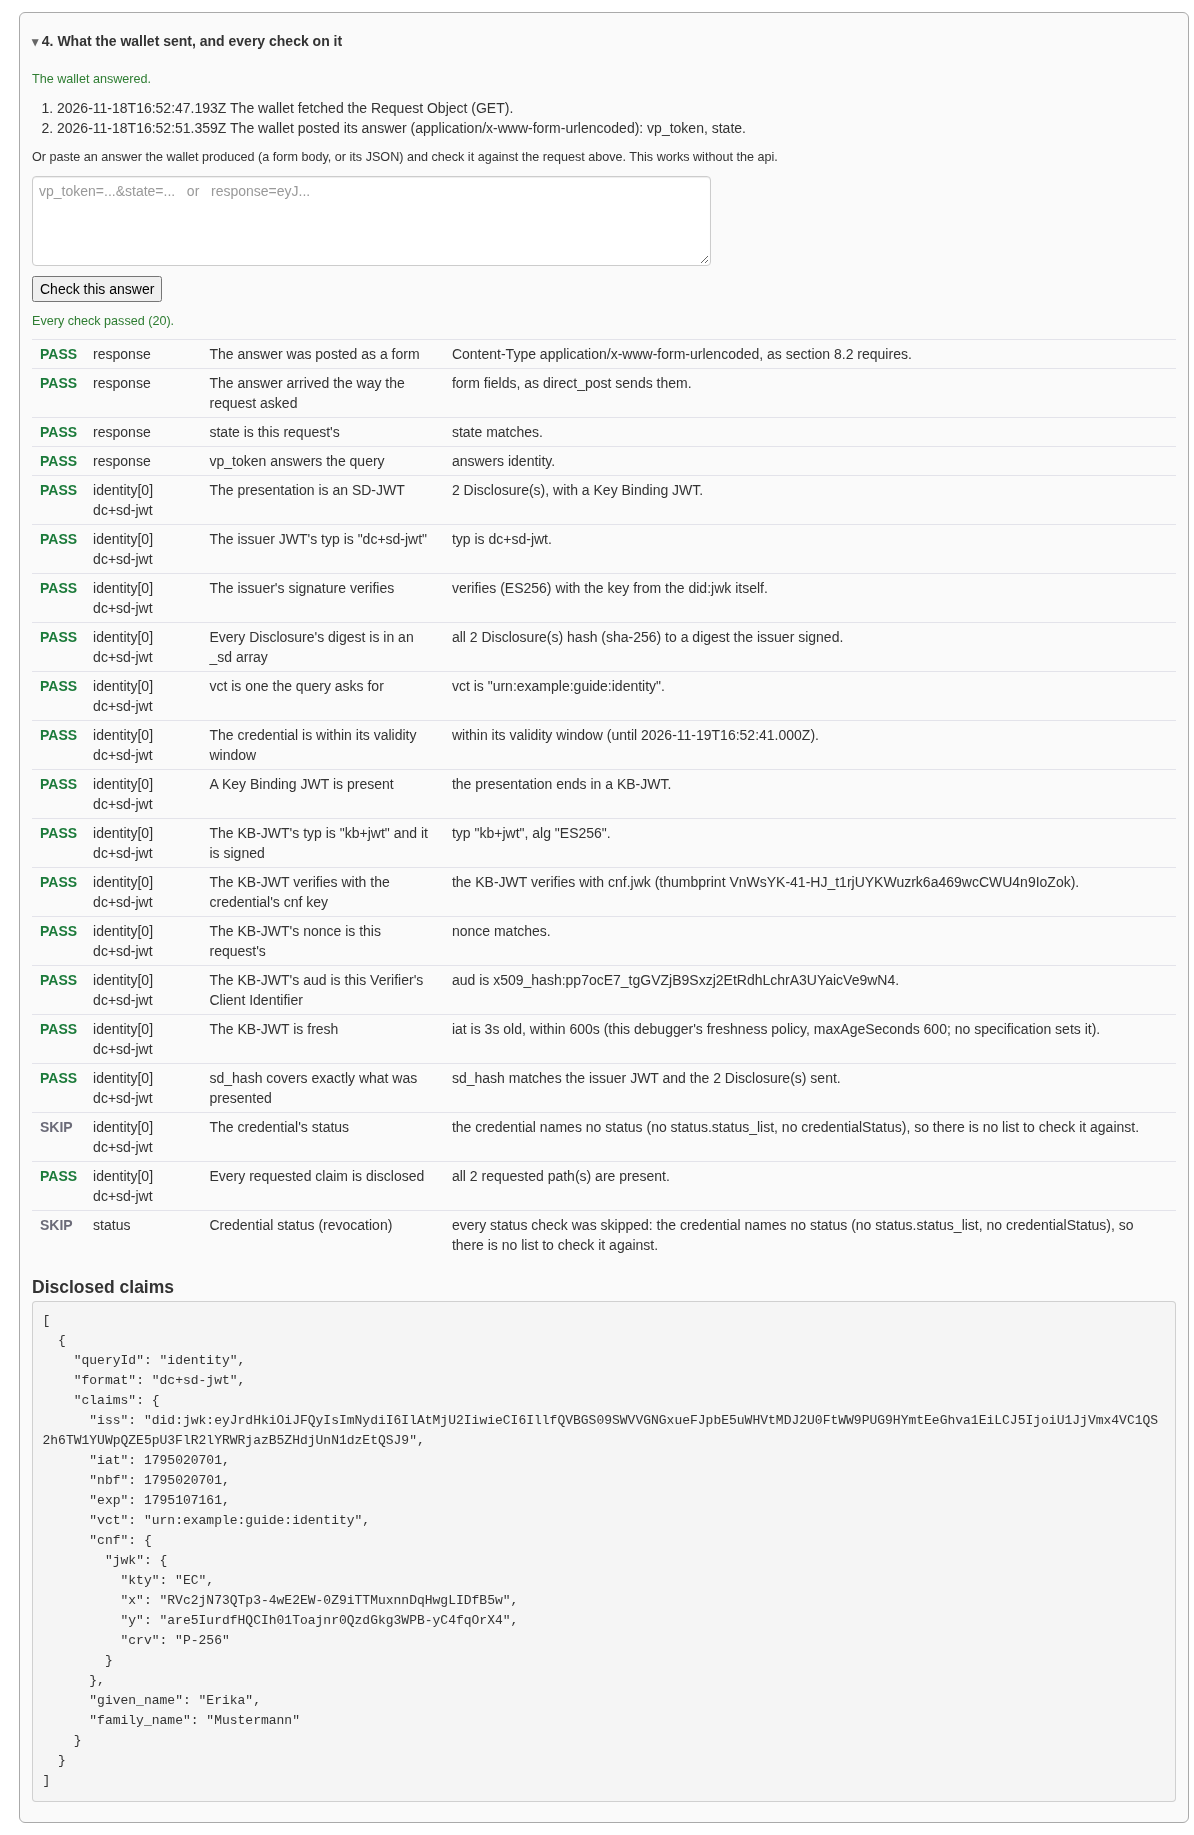 ▾ 4. What the wallet sent, and every check on it
The wallet answered.
1. 2026-11-18T16:52:47.193Z The wallet fetched the Request Object (GET).
2. 2026-11-18T16:52:51.359Z The wallet posted its answer (application/x-www-form-urlencoded): vp_token, state.
Or paste an answer the wallet produced (a form body, or its JSON) and check it against the request above. This works without the api.
vp_token=...&state=...   or   response=eyJ...
Check this answer
Every check passed (20).
PASS response The answer was posted as a form Content-Type application/x-www-form-urlencoded, as section 8.2 requires.
PASS response The answer arrived the way the form fields, as direct_post sends them.
request asked
PASS response state is this request's state matches.
PASS response vp_token answers the query answers identity.
PASS identity[0] The presentation is an SD-JWT 2 Disclosure(s), with a Key Binding JWT.
dc+sd-jwt
PASS identity[0] The issuer JWT's typ is "dc+sd-jwt" typ is dc+sd-jwt.
dc+sd-jwt
PASS identity[0] The issuer's signature verifies verifies (ES256) with the key from the did:jwk itself.
dc+sd-jwt
PASS identity[0] Every Disclosure's digest is in an all 2 Disclosure(s) hash (sha-256) to a digest the issuer signed.
dc+sd-jwt _sd array
PASS identity[0] vct is one the query asks for vct is "urn:example:guide:identity".
dc+sd-jwt
PASS identity[0] The credential is within its validity within its validity window (until 2026-11-19T16:52:41.000Z).
dc+sd-jwt window
PASS identity[0] A Key Binding JWT is present the presentation ends in a KB-JWT.
dc+sd-jwt
PASS identity[0] The KB-JWT's typ is "kb+jwt" and it typ "kb+jwt", alg "ES256".
dc+sd-jwt is signed
PASS identity[0] The KB-JWT verifies with the the KB-JWT verifies with cnf.jwk (thumbprint VnWsYK-41-HJ_t1rjUYKWuzrk6a469wcCWU4n9IoZok).
dc+sd-jwt credential's cnf key
PASS identity[0] The KB-JWT's nonce is this nonce matches.
dc+sd-jwt request's
PASS identity[0] The KB-JWT's aud is this Verifier's aud is x509_hash:pp7ocE7_tgGVZjB9Sxzj2EtRdhLchrA3UYaicVe9wN4.
dc+sd-jwt Client Identifier
PASS identity[0] The KB-JWT is fresh iat is 3s old, within 600s (this debugger's freshness policy, maxAgeSeconds 600; no specification sets it).
dc+sd-jwt
PASS identity[0] sd_hash covers exactly what was sd_hash matches the issuer JWT and the 2 Disclosure(s) sent.
dc+sd-jwt presented
SKIP identity[0] The credential's status the credential names no status (no status.status_list, no credentialStatus), so there is no list to check it against.
dc+sd-jwt
PASS identity[0] Every requested claim is disclosed all 2 requested path(s) are present.
dc+sd-jwt
SKIP status Credential status (revocation) every status check was skipped: the credential names no status (no status.status_list, no credentialStatus), so
there is no list to check it against.
Disclosed claims
[
  {
    "queryId": "identity",
    "format": "dc+sd-jwt",
    "claims": {
      "iss": "did:jwk:eyJrdHkiOiJFQyIsImNydiI6IlAtMjU2IiwieCI6IllfQVBGS09SWVVGNGxueFJpbE5uWHVtMDJ2U0FtWW9PUG9HYmtEeGhva1EiLCJ5IjoiU1JjVmx4VC1QS
2h6TW1YUWpQZE5pU3FlR2lYRWRjazB5ZHdjUnN1dzEtQSJ9",
      "iat": 1795020701,
      "nbf": 1795020701,
      "exp": 1795107161,
      "vct": "urn:example:guide:identity",
      "cnf": {
        "jwk": {
          "kty": "EC",
          "x": "RVc2jN73QTp3-4wE2EW-0Z9iTTMuxnnDqHwgLIDfB5w",
          "y": "are5IurdfHQCIh01Toajnr0QzdGkg3WPB-yC4fqOrX4",
          "crv": "P-256"
        }
      },
      "given_name": "Erika",
      "family_name": "Mustermann"
    }
  }
]